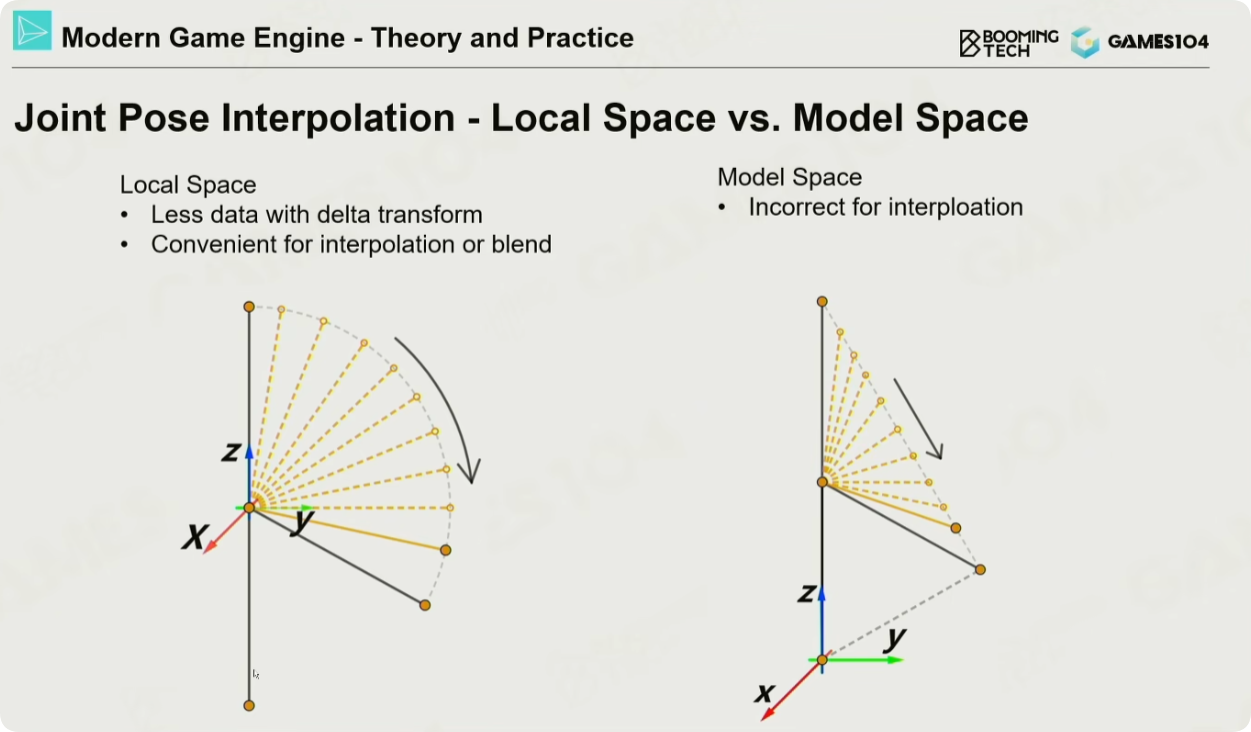 Modern Game Engine - Theory and Practice
BOOMING
TECH
GAMES104
Joint Pose Interpolation - Local Space vs. Model Space
Local Space
• Less data with delta transform
• Convenient for interpolation or blend
Model Space
• Incorrect for interploation
z
y
x
z
y
x